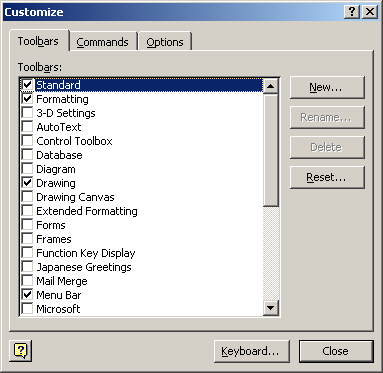 Customize
Toolbars Commands Options
Toolbars:
Standard
Formatting
3-D Settings
AutoText
Control Toolbox
Database
Diagram
Drawing
Drawing Canvas
Extended Formatting
Forms
Frames
Function Key Display
Japanese Greetings
Mail Merge
Menu Bar
Microsoft
New...
Rename...
Delete
Reset...
Keyboard... Close